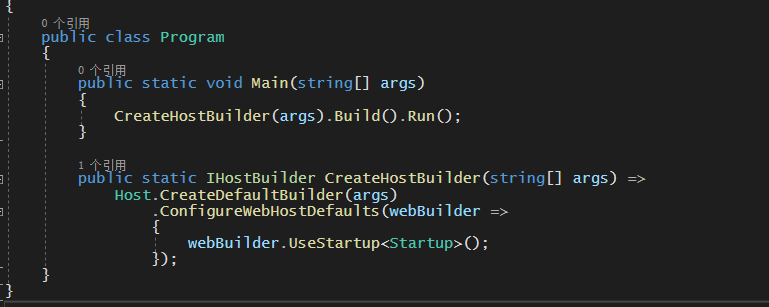 {
0 个引用
public class Program
{
0 个引用
public static void Main(string[] args)
{
CreateHostBuilder(args).Build().Run();
}
1 个引用
public static IHostBuilder CreateHostBuilder(string[] args) =>
Host.CreateDefaultBuilder(args)
.ConfigureWebHostDefaults(webBuilder =>
{
webBuilder.UseStartup<Startup>();
});
}
}